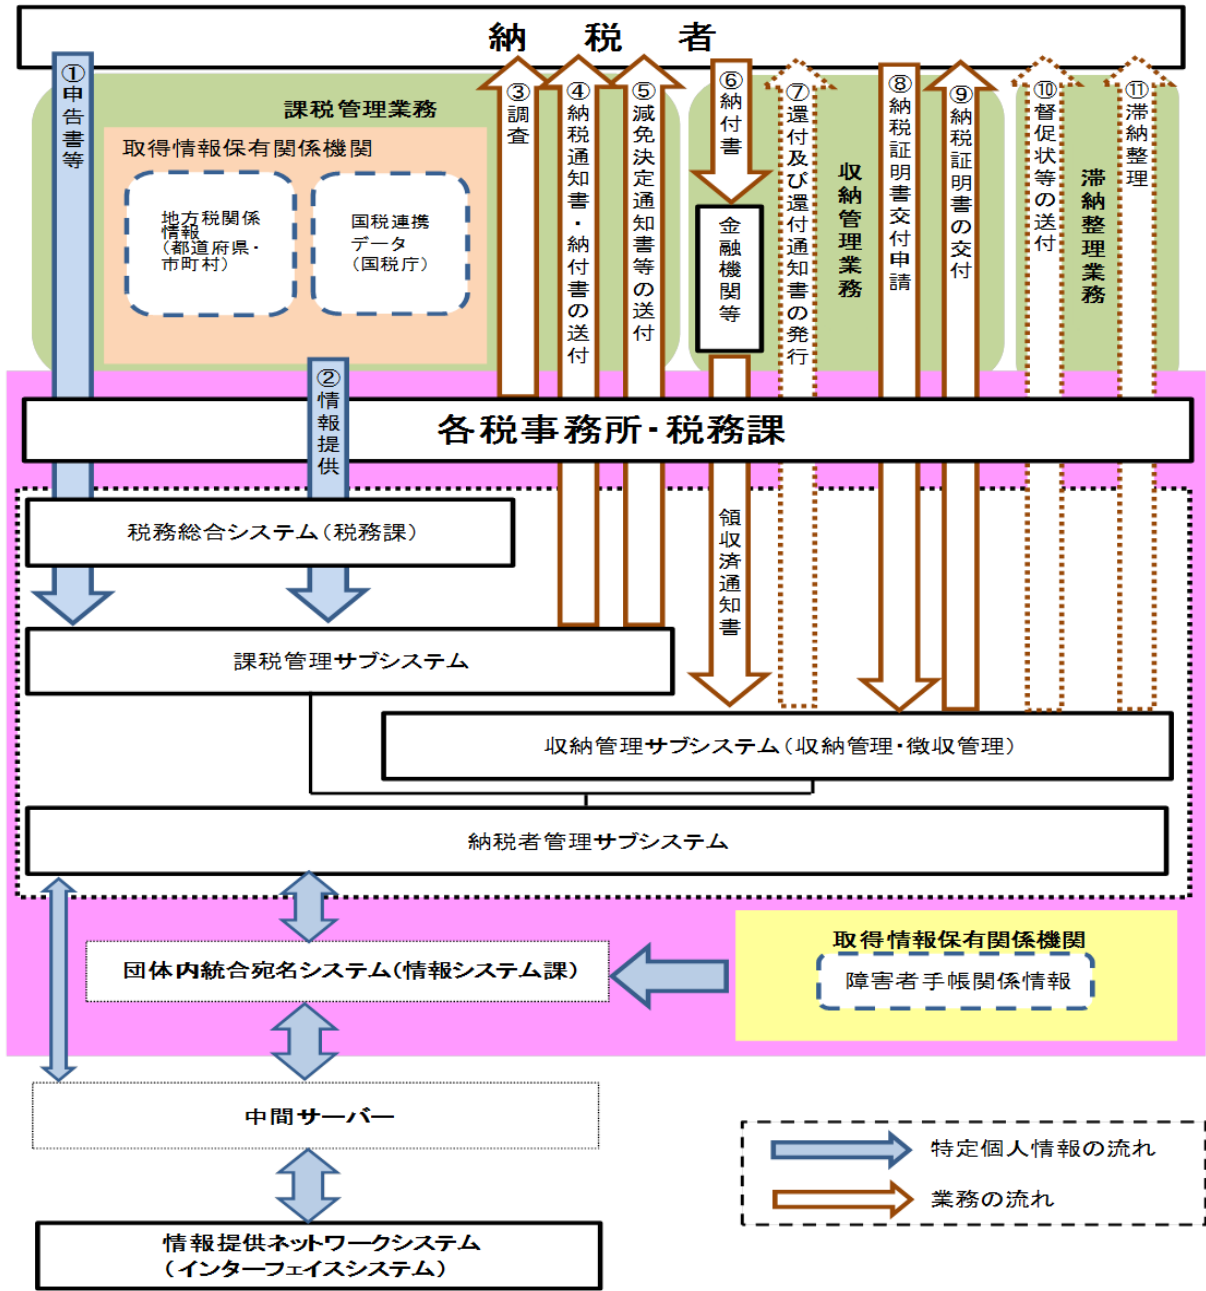 納　税　者
①申告書等
課税管理業務
取得情報保有関係機関
地方税関係
情報
（都道府県・
市町村）
国税連携
データ
（国税庁）
②情報提供
③調査
④納税通知書・納付書の送付
⑤減免決定通知書等の送付
⑥納付書
金融機関等
領収済通知書
⑦還付及び還付通知書の発行
収納管理業務
⑧納税証明書交付申請
⑨納税証明書の交付
⑩督促状等の送付
滞納整理業務
⑪滞納整理
各税事務所・税務課
税務総合システム（税務課）
課税管理サブシステム
収納管理サブシステム（収納管理・徴収管理）
納税者管理サブシステム
団体内統合宛名システム（情報システム課）
取得情報保有関係機関
障害者手帳関係情報
中間サーバー
情報提供ネットワークシステム
（インターフェイスシステム）
特定個人情報の流れ
業務の流れ